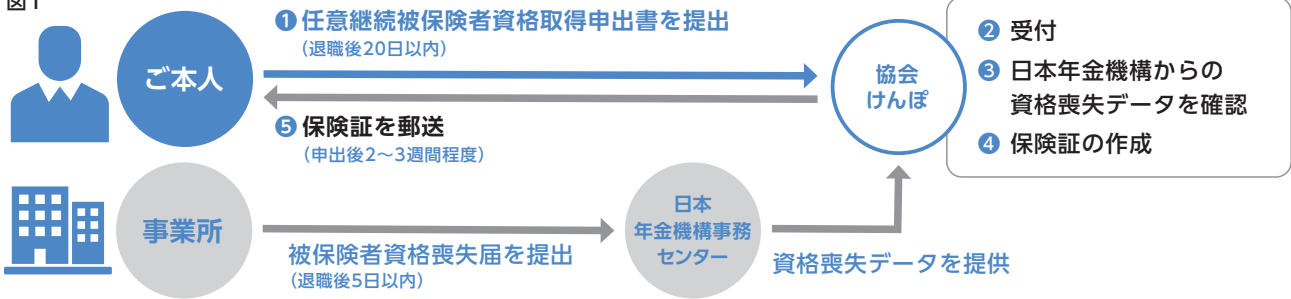 図1
❶任意継続被保険者資格取得申出書を提出
(退職後20日以内)
ご本人
協会
けんぽ
❷ 受付
❸ 日本年金機構からの
資格喪失データを確認
❹ 保険証の作成
❺保険証を郵送
(申出後2〜3週間程度)
事業所
被保険者資格喪失届を提出
(退職後5日以内)
日本
年金機構事務
センター
資格喪失データを提供